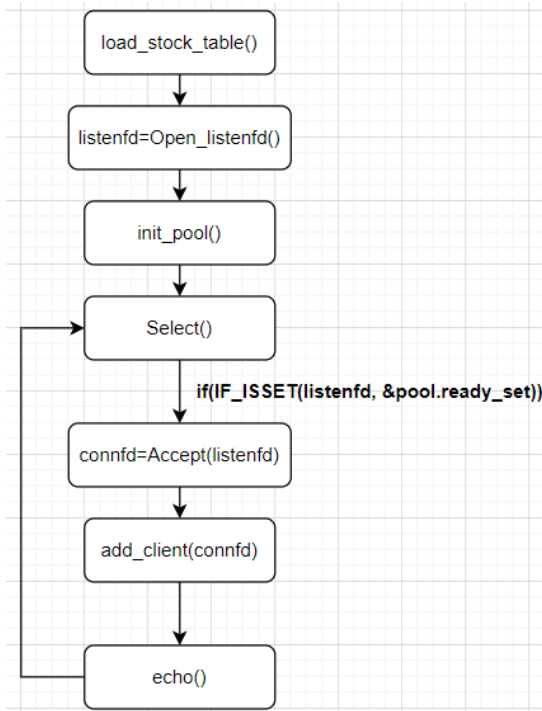 load_stock_table()
listenfd=Open_listenfd()
init_pool()
Select()
if(IF_ISSET(listenfd, &pool.ready_set))
connfd=Accept(listenfd)
add_client(connfd)
echo()